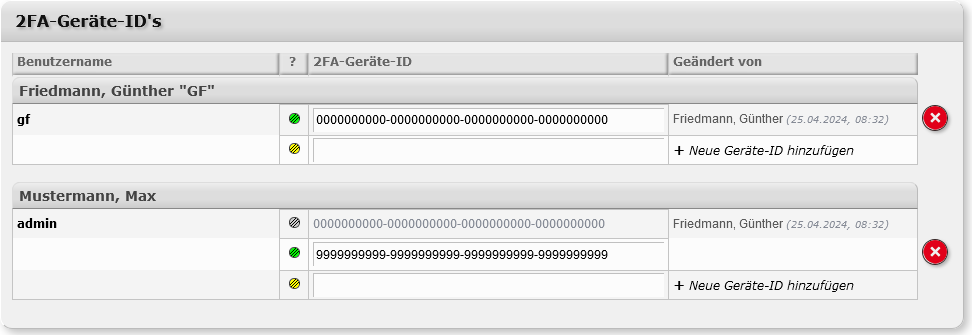 2FA-Geräte-ID's
Benutzername ? 2FA-Geräte-ID Geändert von
Friedmann, Günther "GF"
gf 0000000000-0000000000-0000000000-0000000000 Friedmann, Günther (25.04.2024, 08:32)
+ Neue Geräte-ID hinzufügen
Mustermann, Max
admin 0000000000-0000000000-0000000000-0000000000 Friedmann, Günther (25.04.2024, 08:32)
9999999999-9999999999-9999999999-9999999999
+ Neue Geräte-ID hinzufügen